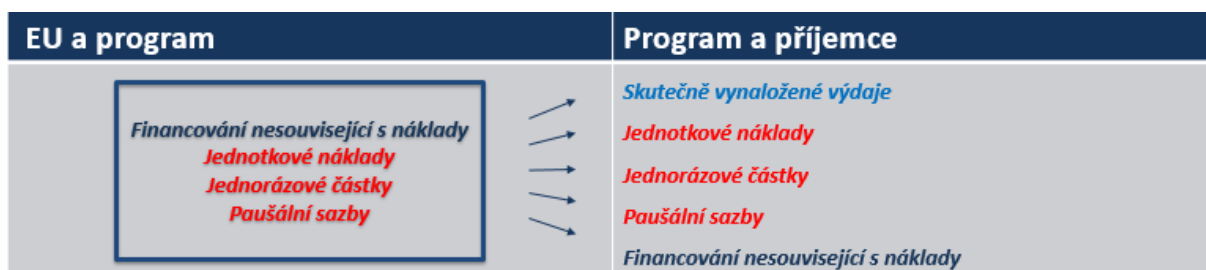 EU a program
Program a příjemce
Financování nesouvisející s náklady
Jednotkové náklady
Jednorázové částky
Paušální sazby
Skutečně vynaložené výdaje
Jednotkové náklady
Jednorázové částky
Paušální sazby
Financování nesouvisející s náklady